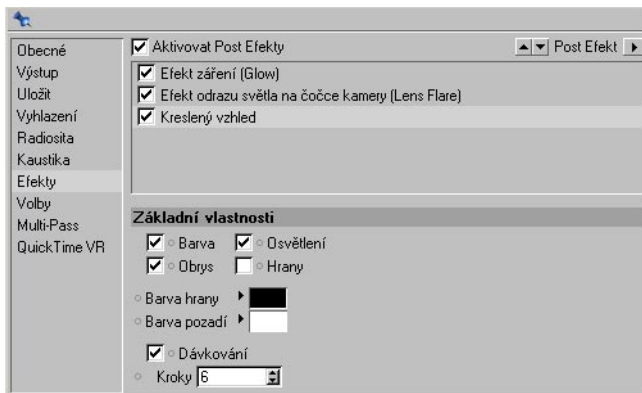 Obecné
Výstup
Uložit
Vyhlazení
Radiosita
Kaustika
Efekty
Volby
Multi-Pass
QuickTime VR
Aktivovat Post Efekty
Post Efekt
Efekt záření (Glow)
Efekt odrazu světla na čočce kamery (Lens Flare)
Kreslený vzhled
Základní vlastnosti
Barva Osvětlení
Obrys Hrany
Barva hrany
Barva pozadí
Dávkování
Kroky 6